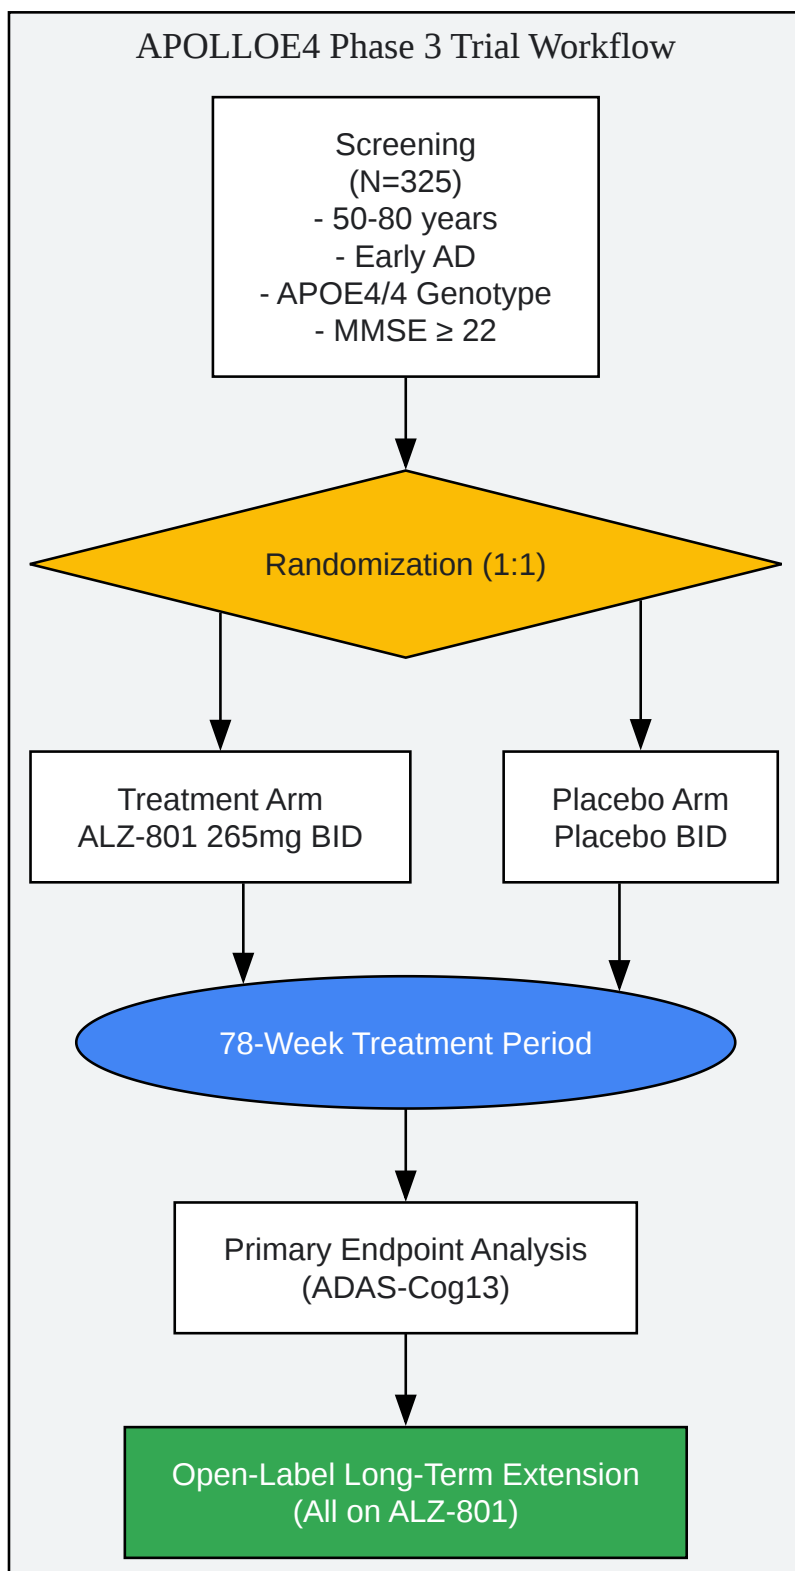 APOLLOE4 Phase 3 Trial Workflow
Screening
(N=325)
- 50-80 years
- Early AD
- APOE4/4 Genotype
- MMSE ≥ 22
Randomization (1:1)
Treatment Arm
ALZ-801 265mg BID
Placebo Arm
Placebo BID
78-Week Treatment Period
Primary Endpoint Analysis
(ADAS-Cog13)
Open-Label Long-Term Extension
(All on ALZ-801)